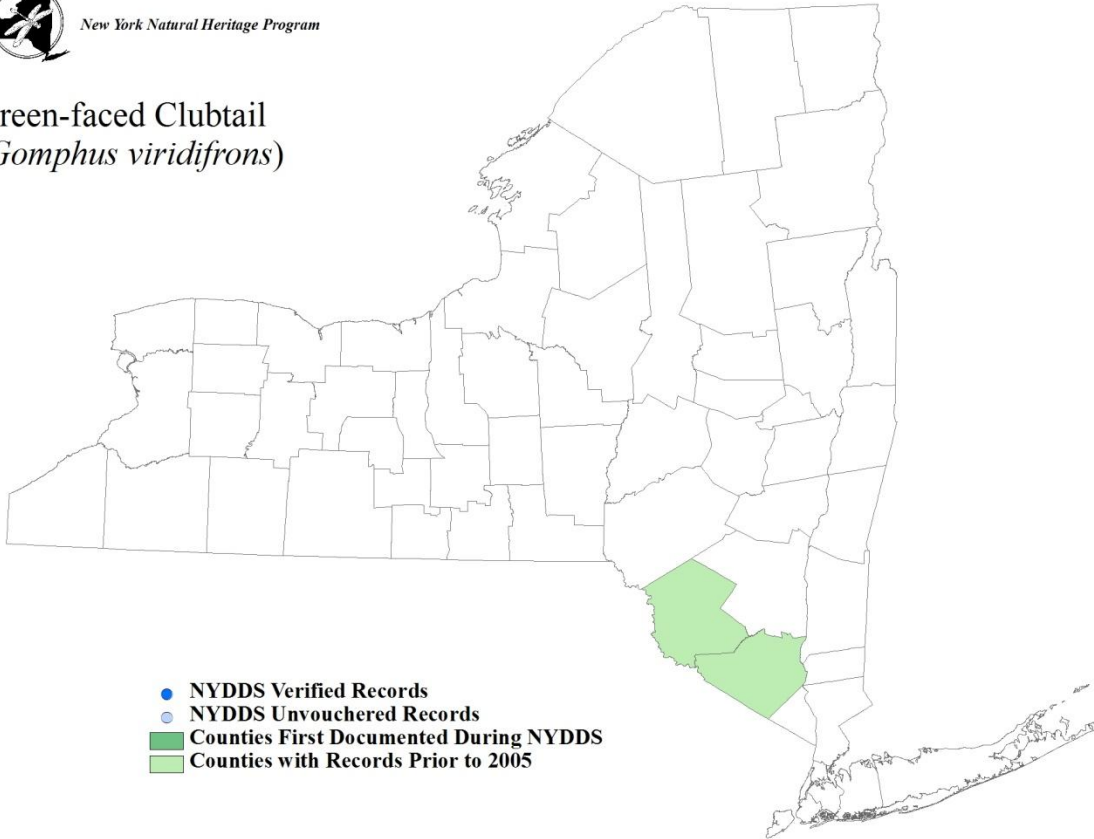 New York Natural Heritage Program
reen-faced Clubtail
Gomphus viridifrons)
NYDDS Verified Records
NYDDS Unvouchered Records
Counties First Documented During NYDDS
Counties with Records Prior to 2005